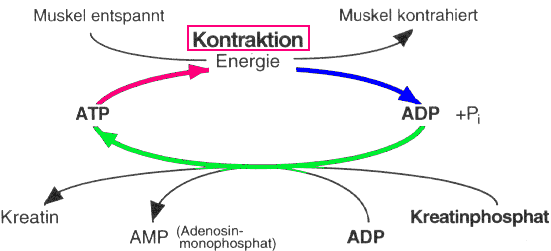 Muskel entspannt
Muskel kontrahiert
Kontraktion
Energie
ATP
ADP +Pi
Kreatin
AMP (Adenosin-
monophosphat)
ADP
Kreatinphosphat